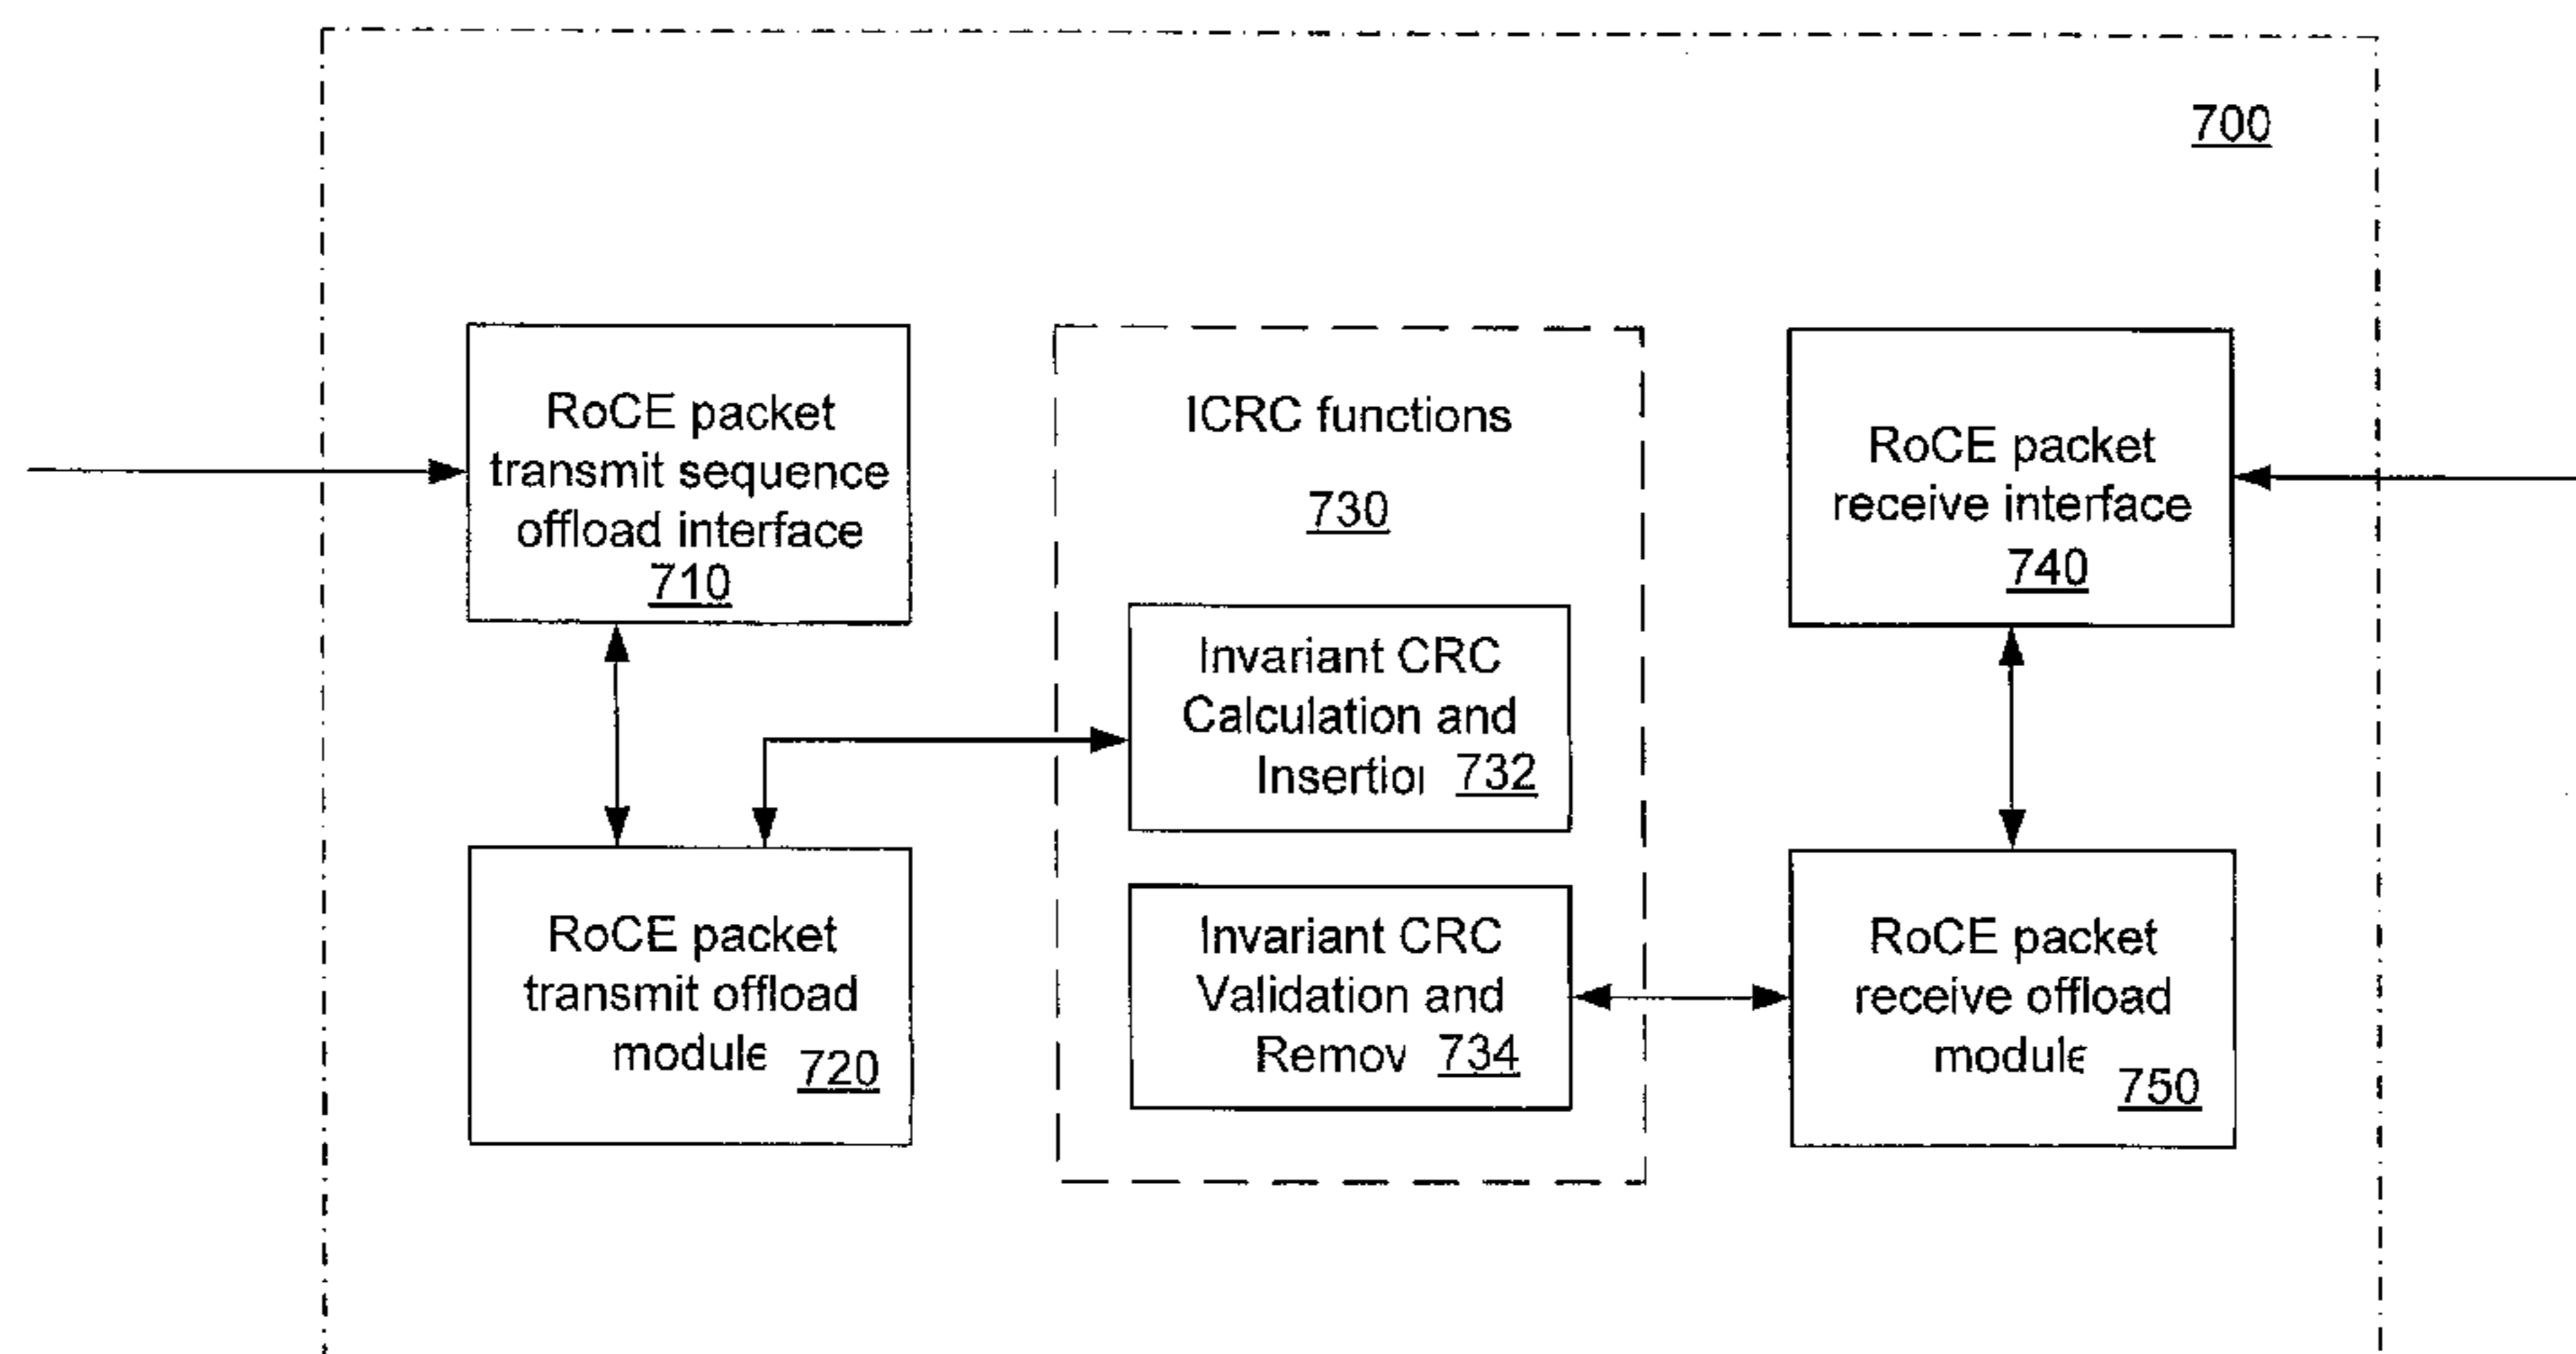 700
RoCE packet
transmit sequence
offload interface
710
ICRC functions
730
RoCE packet
receive interface
740
Invariant CRC
Calculation and
Insertion 732
RoCE packet
transmit offload
module 720
Invariant CRC
Validation and
Remov 734
RoCE packet
receive offload
module
750